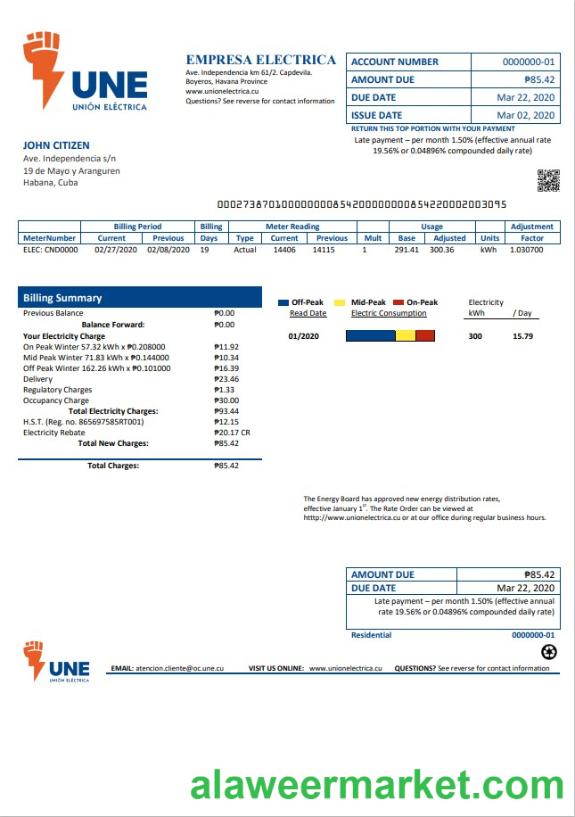 UNE
UNIÓN ELÉCTRICA
EMPRESA ELECTRICA
Ave. Independencia km 61/2. Capdevila.
Boyeros, Havana Province
www.unionelectrica.cu
Questions? See reverse for contact information
ACCOUNT NUMBER 0000000-01
AMOUNT DUE ₱85.42
DUE DATE Mar 22, 2020
ISSUE DATE Mar 02, 2020
RETURN THIS TOP PORTION WITH YOUR PAYMENT
Late payment – per month 1.50% (effective annual rate
19.56% or 0.04896% compounded daily rate)
JOHN CITIZEN
Ave. Independencia s/n
19 de Mayo y Aranguren
Habana, Cuba
Billing Period Billing Meter Reading Usage Adjustment
MeterNumber Current Previous Days Type Current Previous Mult Base Adjusted Units Factor
ELEC: CND0000 02/27/2020 02/08/2020 19 Actual 14406 14115 1 291.41 300.36 kWh 1.030700
Billing Summary
Previous Balance ₱0.00
Balance Forward: ₱0.00
Your Electricity Charge
On Peak Winter 57.32 kWh x ₱0.208000 ₱11.92
Mid Peak Winter 71.83 kWh x ₱0.144000 ₱10.34
Off Peak Winter 162.26 kWh x ₱0.101000 ₱16.39
Delivery ₱23.46
Regulatory Charges ₱1.33
Occupancy Charge ₱30.00
Total Electricity Charges: ₱93.44
H.S.T. (Reg. no. 865697585RT001) ₱12.15
Electricity Rebate ₱20.17 CR
Total New Charges: ₱85.42
Total Charges: ₱85.42
Off-Peak Mid-Peak On-Peak Electricity
Read Date Electric Consumption kWh / Day
01/2020 300 15.79
The Energy Board has approved new energy distribution rates,
effective January 1st. The Rate Order can be viewed at
htttp://www.unionelectrica.cu or at our office during regular business hours.
AMOUNT DUE ₱85.42
DUE DATE Mar 22, 2020
Late payment – per month 1.50% (effective annual
rate 19.56% or 0.04896% compounded daily rate)
Residential 0000000-01
UNE
UNIÓN ELÉCTRICA
EMAIL: atencion.cliente@oc.une.cu VISIT US ONLINE: www.unionelectrica.cu QUESTIONS? See reverse for contact information
alaweermarket.com